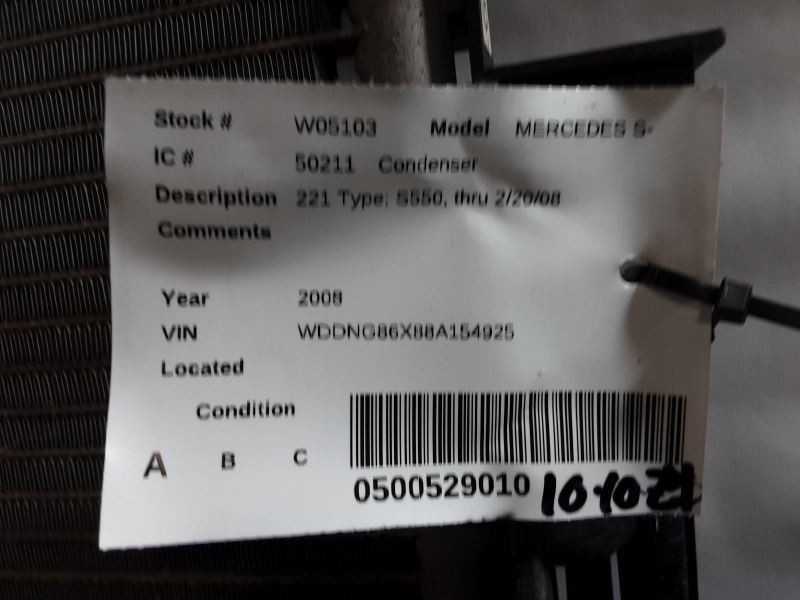 Stock # W05103 Model MERCEDES S-
IC # 50211 Condenser
Description 221 Type; S550, thru 2/20/08
Comments
Year 2008
VIN WDDNG86X88A154925
Located
Condition
A B C
0500529010 10-10-21